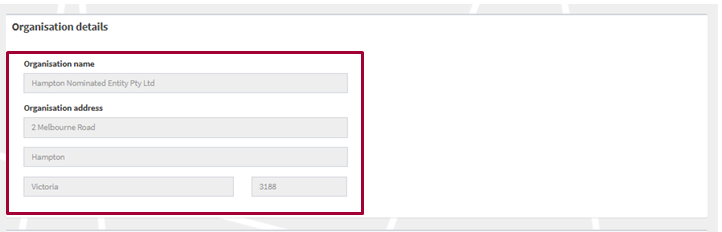 Organisation details
Organisation name
Hampton Nominated Entity Pty Ltd
Organisation address
2 Melbourne Road
Hampton
Victoria 3188